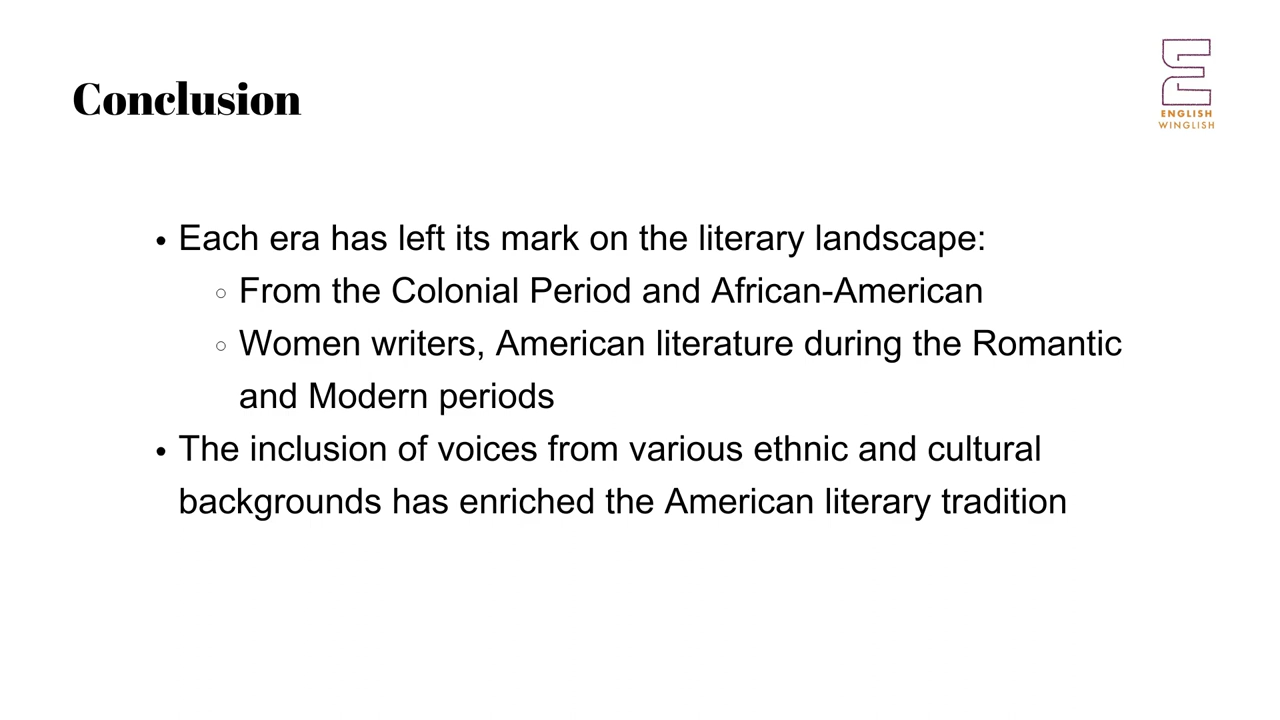 Conclusion
ENGLISH
WINGLISH
• Each era has left its mark on the literary landscape:
◦ From the Colonial Period and African-American
◦ Women writers, American literature during the Romantic
and Modern periods
• The inclusion of voices from various ethnic and cultural
backgrounds has enriched the American literary tradition